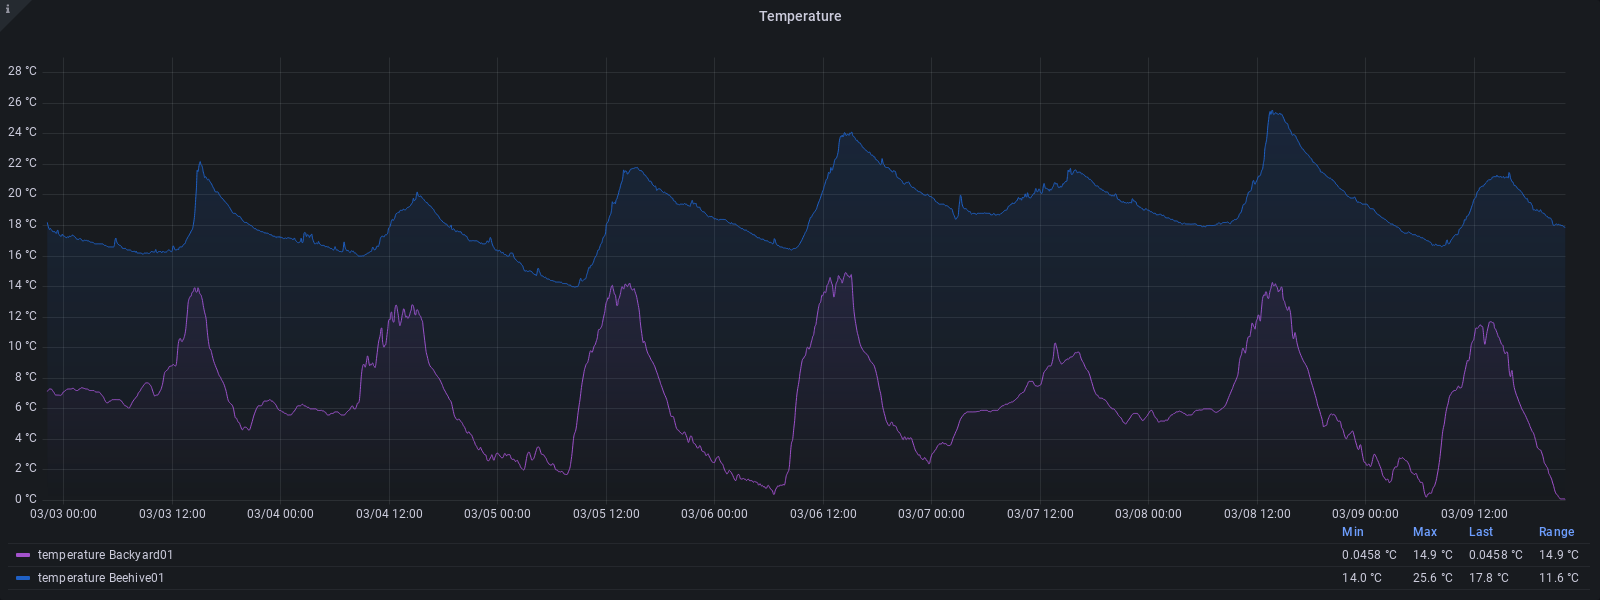 i
Temperature
28 °C
26 °C
24 °C
22 °C
20 °C
18 °C
16 °C
14 °C
12 °C
10 °C
8 °C
6 °C
4 °C
2 °C
0 °C
03/03 00:00 03/03 12:00 03/04 00:00 03/04 12:00 03/05 00:00 03/05 12:00 03/06 00:00 03/06 12:00 03/07 00:00 03/07 12:00 03/08 00:00 03/08 12:00 03/09 00:00 03/09 12:00
Min Max Last Range
temperature Backyard01 0.0458 °C 14.9 °C 0.0458 °C 14.9 °C
temperature Beehive01 14.0 °C 25.6 °C 17.8 °C 11.6 °C